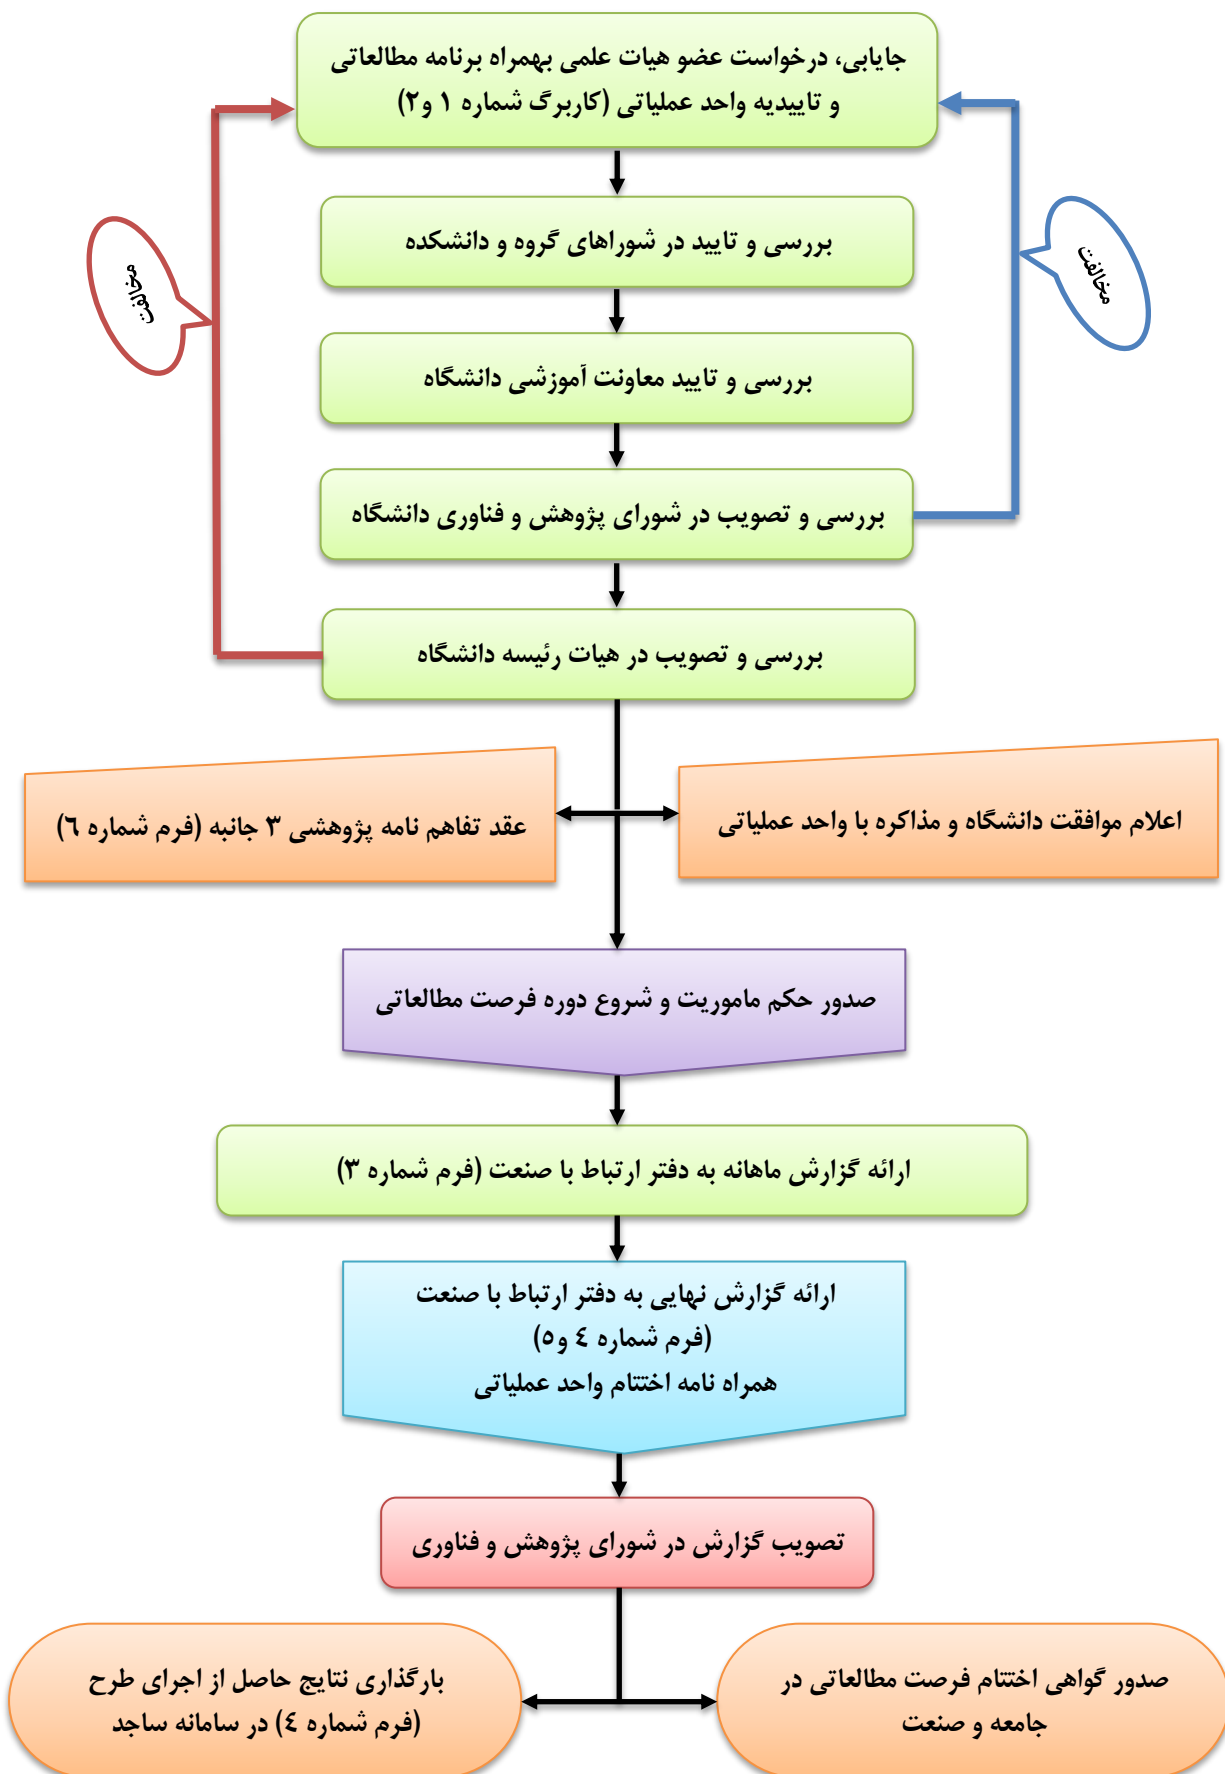 جایابی، درخواست عضو هیات علمی بهمراه برنامه مطالعاتی
و تاییدیه واحد عملیاتی (کاربرگ شماره ۱ و۲)
بررسی و تایید در شوراهای گروه و دانشکده
مخالفت
مخالفت
بررسی و تایید معاونت آموزشی دانشگاه
بررسی و تصویب در شورای پژوهش و فناوری دانشگاه
بررسی و تصویب در هیات رئیسه دانشگاه
اعلام موافقت دانشگاه و مذاکره با واحد عملیاتی
عقد تفاهم نامه پژوهشی ۳ جانبه (فرم شماره ٦)
صدور حکم ماموریت و شروع دوره فرصت مطالعاتی
ارائه گزارش ماهانه به دفتر ارتباط با صنعت (فرم شماره ۳)
ارائه گزارش نهایی به دفتر ارتباط با صنعت
(فرم شماره ٤ و٥)
همراه نامه اختتام واحد عملیاتی
تصویب گزارش در شورای پژوهش و فناوری
صدور گواهی اختتام فرصت مطالعاتی در
جامعه و صنعت
بارگذاری نتایج حاصل از اجرای طرح
(فرم شماره ٤) در سامانه ساجد